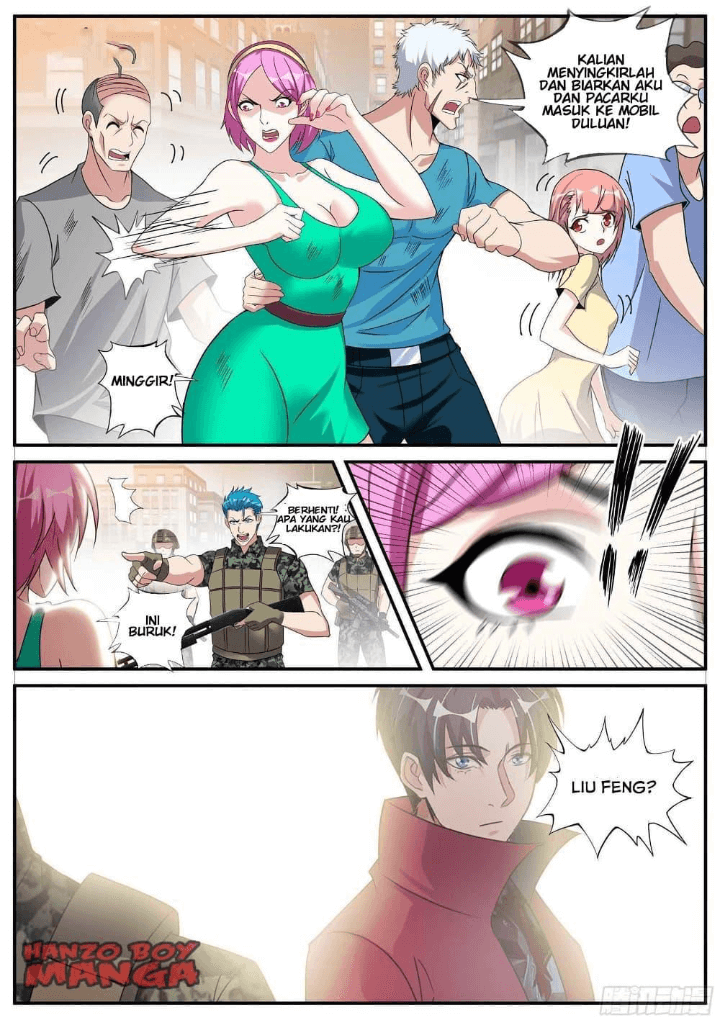 KALIAN
MENYINGKIRLAH
DAN BIARKAN AKU
DAN PACARKU
MASUK KE MOBIL
DULUAN!
MINGGIR!
BERHENTI!
APA YANG KAU
LAKUKAN?!
INI
BURUK!
!!
LIU FENG?
HANZO BOY
MANGA